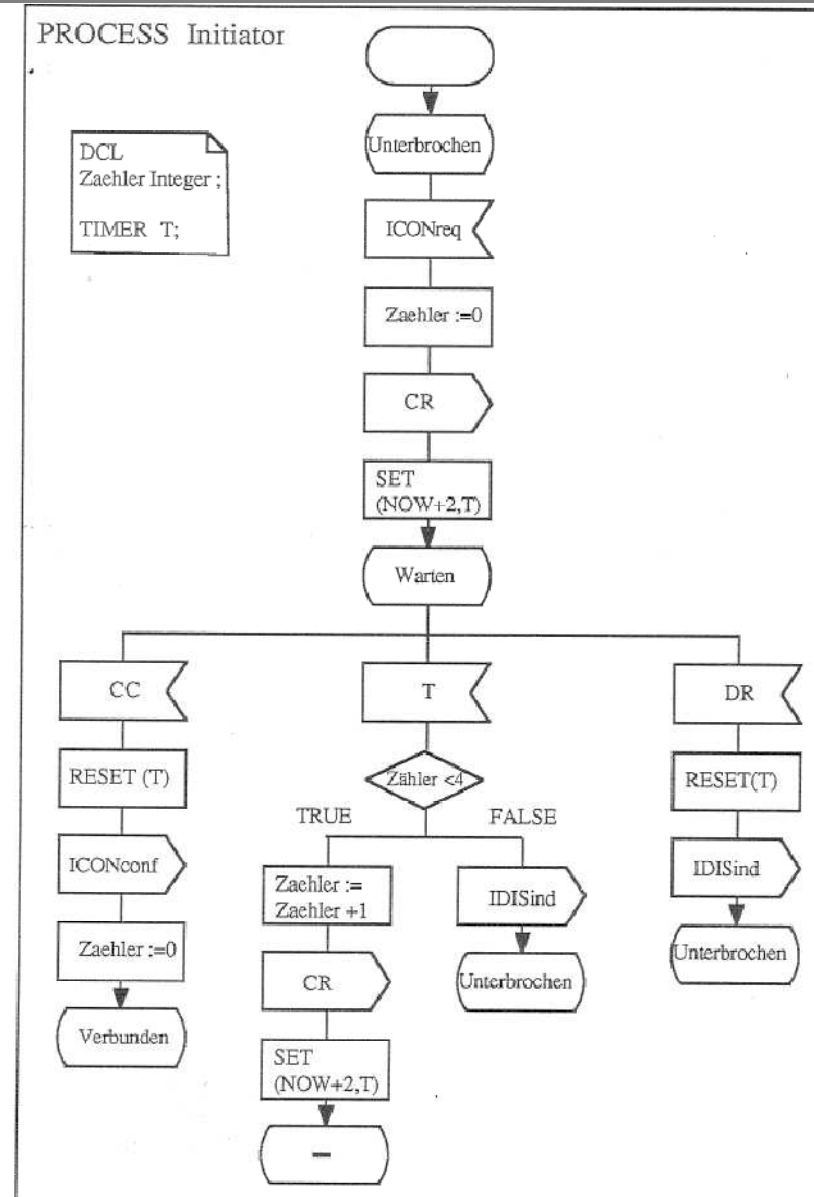 PROCESS Initiator
DCL
Zaehler Integer ;
TIMER T;
Unterbrochen
ICONreq
Zaehler :=0
CR
SET
(NOW+2,T)
Warten
CC
T
DR
RESET (T)
Zähler <4
RESET(T)
TRUE
FALSE
ICONconf
Zaehler :=
Zaehler +1
IDISind
IDISind
Zaehler :=0
CR
Unterbrochen
Unterbrochen
Verbunden
SET
(NOW+2,T)
–